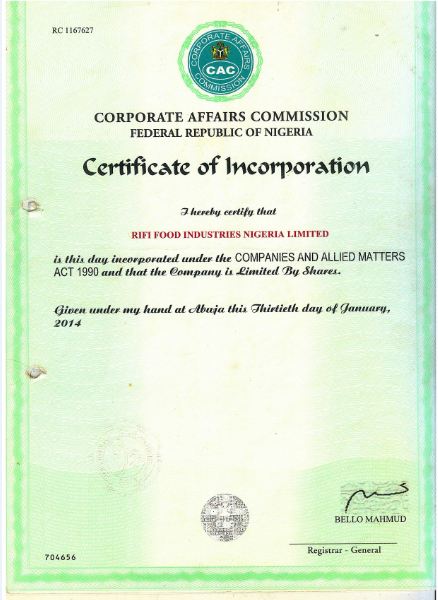 RC 1167627
CORPORATE AFFAIRS
CAC
COMMISSION
CORPORATE AFFAIRS COMMISSION
FEDERAL REPUBLIC OF NIGERIA
Certificate of Incorporation
I hereby certify that
RIFI FOOD INDUSTRIES NIGERIA LIMITED
is this day incorporated under the COMPANIES AND ALLIED MATTERS
ACT 1990 and that the Company is Limited By Shares.
Given under my hand at Abuja this Thirtieth day of January,
2014
BELLO MAHMUD
Registrar - General
704656